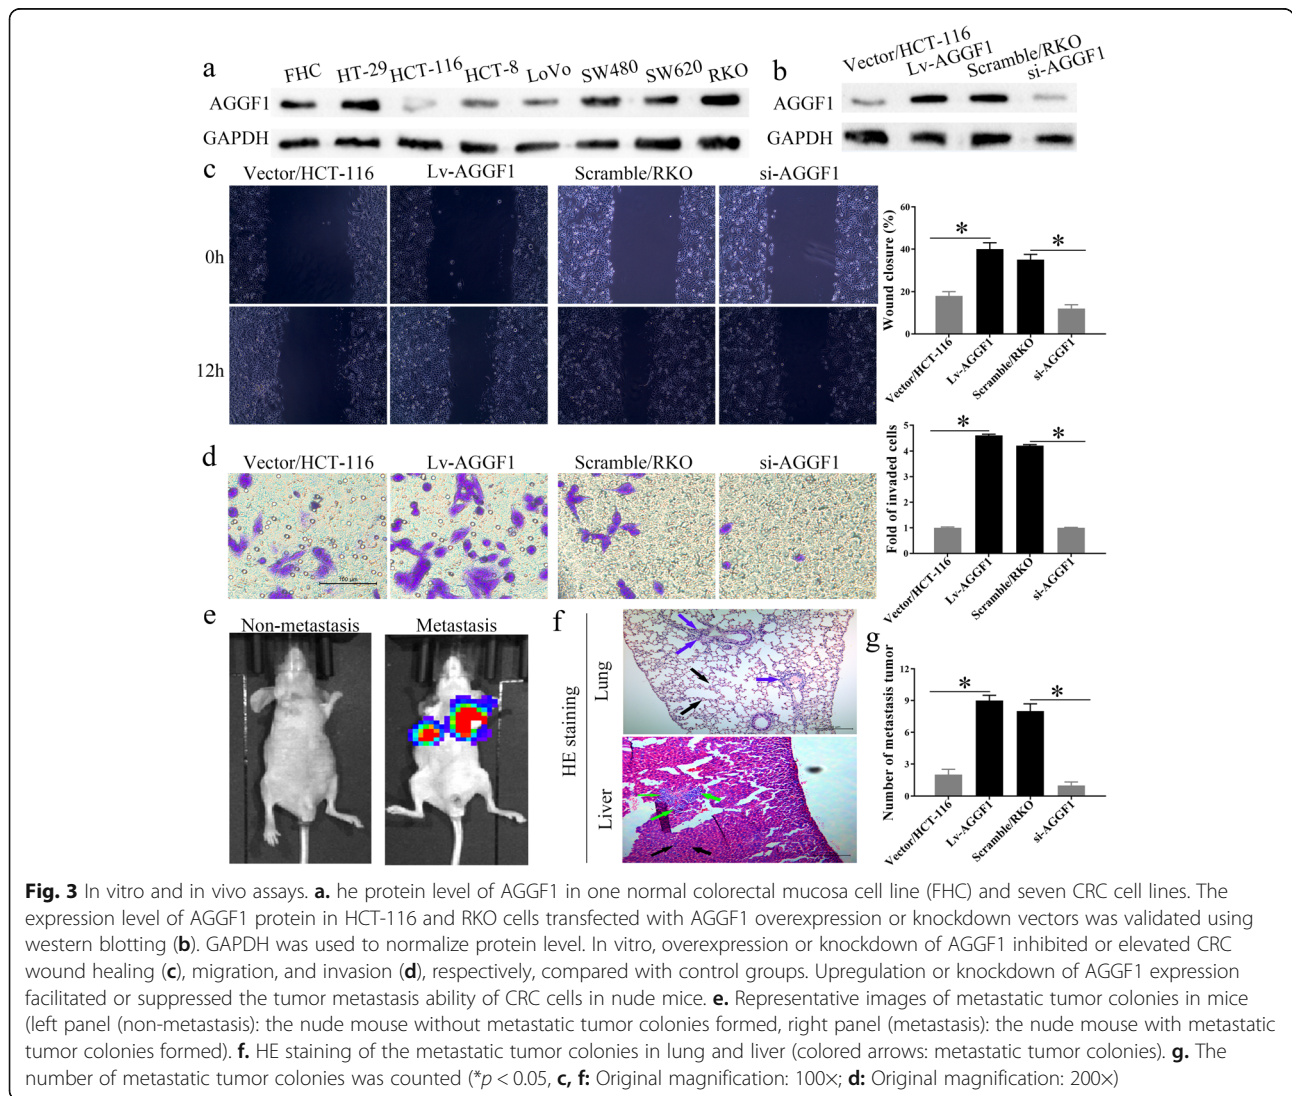 a
FHC HT-29 HCT-116 HCT-8 LoVo SW480 SW620 RKO
AGGF1
GAPDH
b
Vector/HCT-116 Lv-AGGF1 Scramble/RKO si-AGGF1
AGGF1
GAPDH
c
Vector/HCT-116 Lv-AGGF1 Scramble/RKO si-AGGF1
0h
12h
Wound closure (%)
60
40
20
0
* *
Vector/HCT-116 Lv-AGGF1 Scramble/RKO si-AGGF1
d
Vector/HCT-116 Lv-AGGF1 Scramble/RKO si-AGGF1
100 μm
Fold of invaded cells
5
4
3
2
1
0
* *
Vector/HCT-116 Lv-AGGF1 Scramble/RKO si-AGGF1
e
Non-metastasis Metastasis
f
HE staining
Lung
Liver
g
Number of metastasis tumor
12
9
6
3
0
* *
Vector/HCT-116 Lv-AGGF1 Scramble/RKO si-AGGF1
Fig. 3 In vitro and in vivo assays. a. he protein level of AGGF1 in one normal colorectal mucosa cell line (FHC) and seven CRC cell lines. The
expression level of AGGF1 protein in HCT-116 and RKO cells transfected with AGGF1 overexpression or knockdown vectors was validated using
western blotting (b). GAPDH was used to normalize protein level. In vitro, overexpression or knockdown of AGGF1 inhibited or elevated CRC
wound healing (c), migration, and invasion (d), respectively, compared with control groups. Upregulation or knockdown of AGGF1 expression
facilitated or suppressed the tumor metastasis ability of CRC cells in nude mice. e. Representative images of metastatic tumor colonies in mice
(left panel (non-metastasis): the nude mouse without metastatic tumor colonies formed, right panel (metastasis): the nude mouse with metastatic
tumor colonies formed). f. HE staining of the metastatic tumor colonies in lung and liver (colored arrows: metastatic tumor colonies). g. The
number of metastatic tumor colonies was counted (*p < 0.05, c, f: Original magnification: 100×; d: Original magnification: 200×)